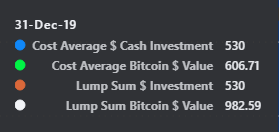 31-Dec-19
Cost Average $ Cash Investment 530
Cost Average Bitcoin $ Value 606.71
Lump Sum $ Investment 530
Lump Sum Bitcoin $ Value 982.59